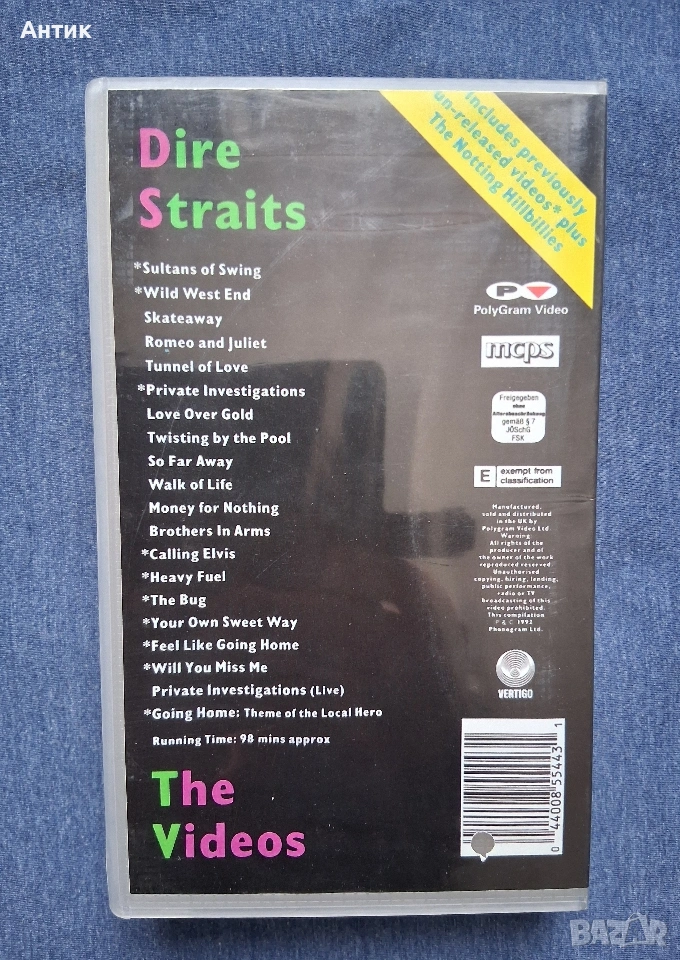 Антик
Includes previously
un-released videos* plus
The Notting Hillbillies
Dire
Straits
*Sultans of Swing
*Wild West End
Skateaway
Romeo and Juliet
Tunnel of Love
*Private Investigations
Love Over Gold
Twisting by the Pool
So Far Away
Walk of Life
Money for Nothing
Brothers In Arms
*Calling Elvis
*Heavy Fuel
*The Bug
*Your Own Sweet Way
*Feel Like Going Home
*Will You Miss Me
Private Investigations (Live)
*Going Home: Theme of the Local Hero
Running Time: 98 mins approx
The
Videos
P
PolyGram Video
mcps
Freigegeben
ohne
Altersbeschränkung
gemäß § 7
JÖSchG
FSK
E exempt from
classification
Manufactured,
sold and distributed
in the UK by
Polygram Video Ltd.
Warning.
All rights of the
producer and of
the owner of the work
reproduced reserved.
Unauthorised
copying, hiring, lending,
public performance,
radio or TV
broadcasting of this
video prohibited.
This compilation
P & C 1992
Phonogram Ltd.
VERTIGO
0 44008 55443 1
BAZAR